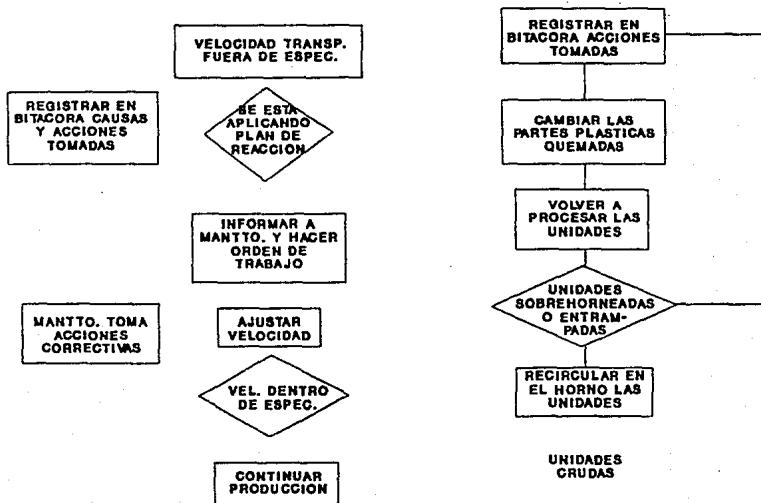 VELOCIDAD TRANSP.
FUERA DE ESPEC.
REGISTRAR EN
BITACORA CAUSAS
Y ACCIONES
TOMADAS
SE ESTA
APLICANDO
PLAN DE
REACCION
INFORMAR A
MANTTO. Y HACER
ORDEN DE
TRABAJO
MANTTO. TOMA
ACCIONES
CORRECTIVAS
AJUSTAR
VELOCIDAD
VEL. DENTRO
DE ESPEC.
CONTINUAR
PRODUCCION
REGISTRAR EN
BITACORA ACCIONES
TOMADAS
CAMBIAR LAS
PARTES PLASTICAS
QUEMADAS
VOLVER A
PROCESAR LAS
UNIDADES
UNIDADES
SOBREHORNEADAS
O ENTRAM-
PADAS
RECIRCULAR EN
EL HORNO LAS
UNIDADES
UNIDADES
CRUDAS